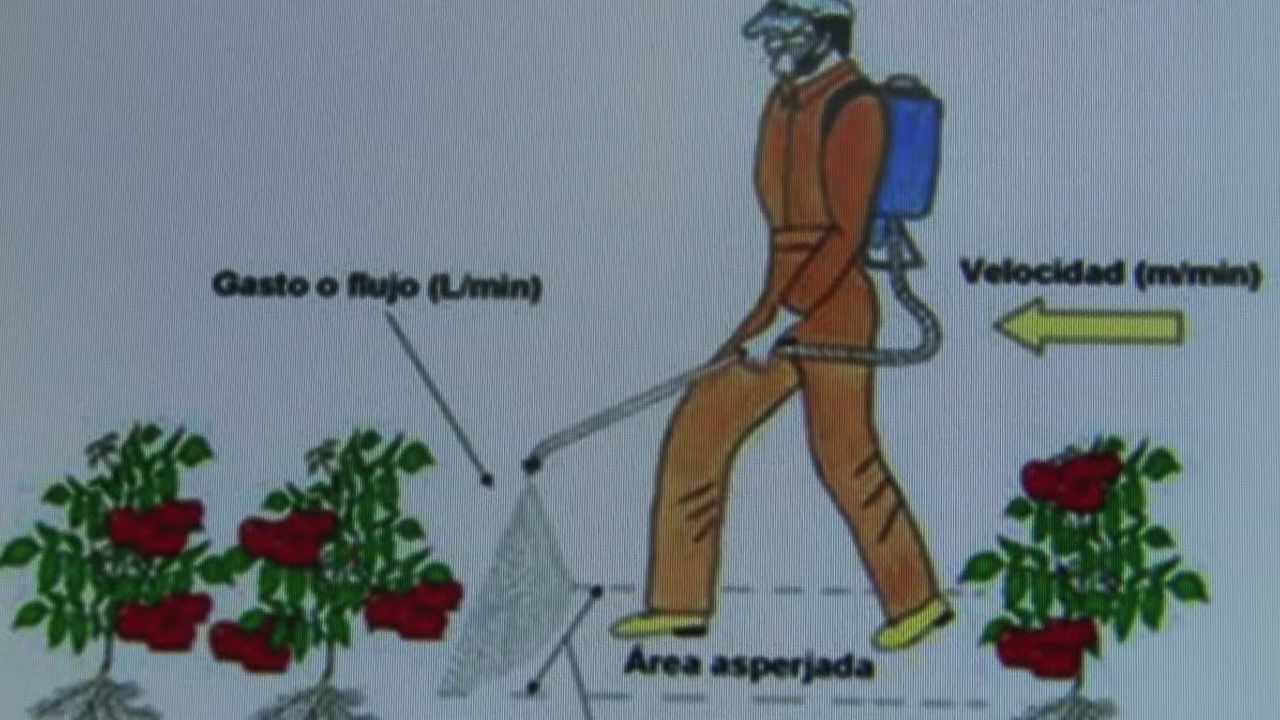 Gasto o flujo (L/min)
Velocidad (m/min)
Área asperjada